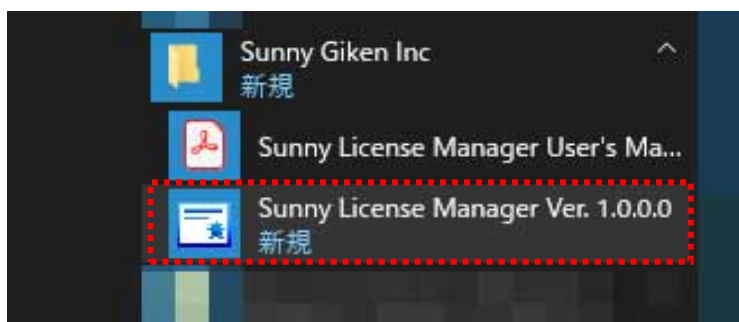 Sunny Giken Inc
新規
Sunny License Manager User's Ma...
Sunny License Manager Ver. 1.0.0.0
新規